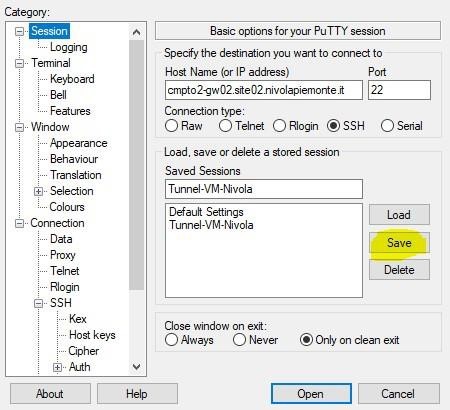 Category:
Session
Logging
Terminal
Keyboard
Bell
Features
Window
Appearance
Behaviour
Translation
Selection
Colours
Connection
Data
Proxy
Telnet
Rlogin
SSH
Kex
Host keys
Cipher
Auth
Basic options for your PuTTY session
Specify the destination you want to connect to
Host Name (or IP address) Port
cmpto2-gw02.site02.nivolapiemonte.it 22
Connection type:
Raw Telnet Rlogin SSH Serial
Load, save or delete a stored session
Saved Sessions
Tunnel-VM-Nivola
Default Settings
Tunnel-VM-Nivola
Load
Save
Delete
Close window on exit:
Always Never Only on clean exit
About Help Open Cancel